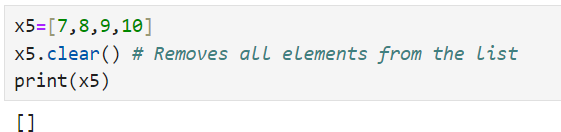 x5=[7,8,9,10]
x5.clear() # Removes all elements from the list
print(x5)
[]